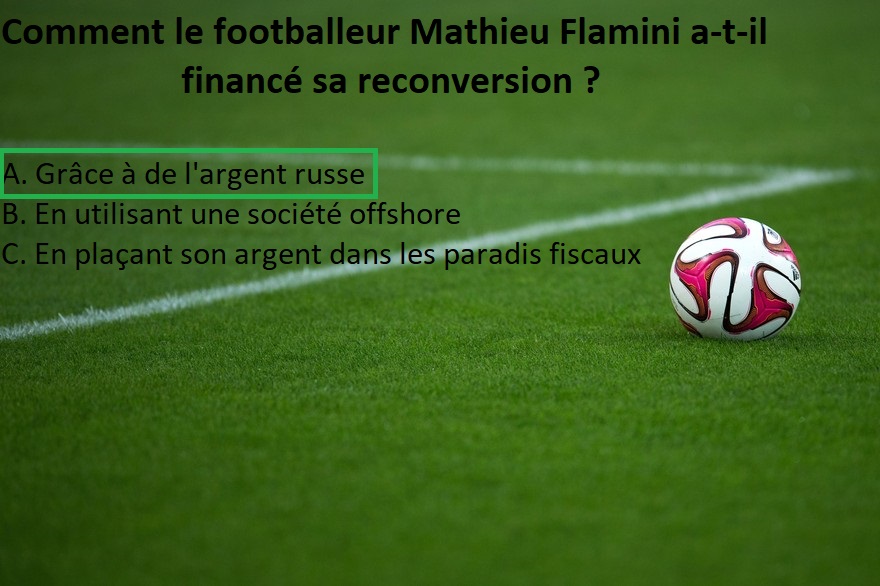 Comment le footballeur Mathieu Flamini a-t-il
financé sa reconversion ?
A. Grâce à de l'argent russe
B. En utilisant une société offshore
C. En plaçant son argent dans les paradis fiscaux